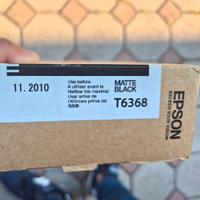 11.2010
Use before
A utiliser avant le
Haltbar bis maximal
Usar antes de
Utilizzare prima del
MATTE
BLACK
T6368
EPSON